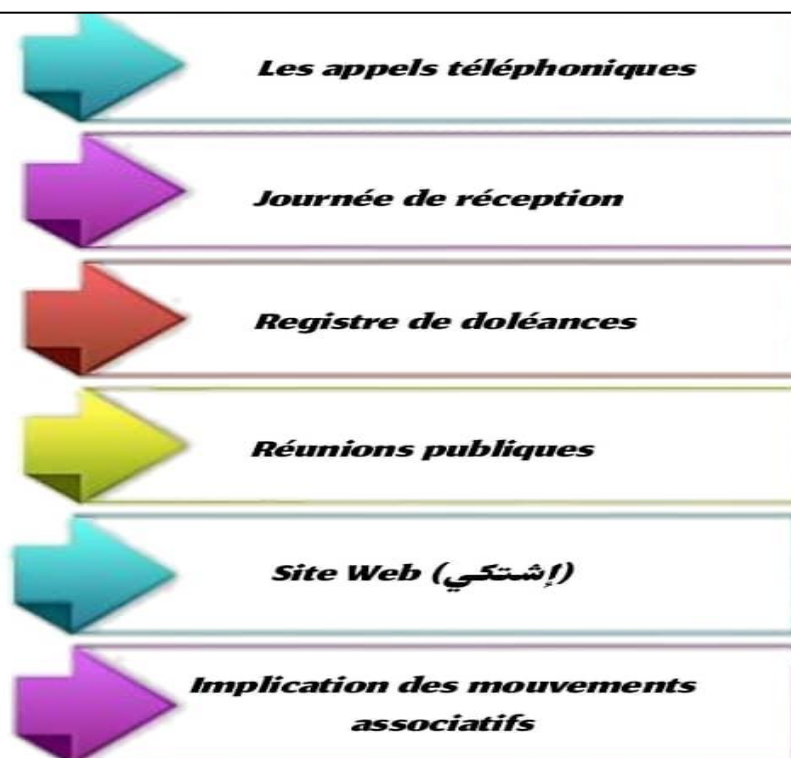 Les appels téléphoniques
Journée de réception
Registre de doléances
Réunions publiques
Site Web (إشتكي)
Implication des mouvements
associatifs